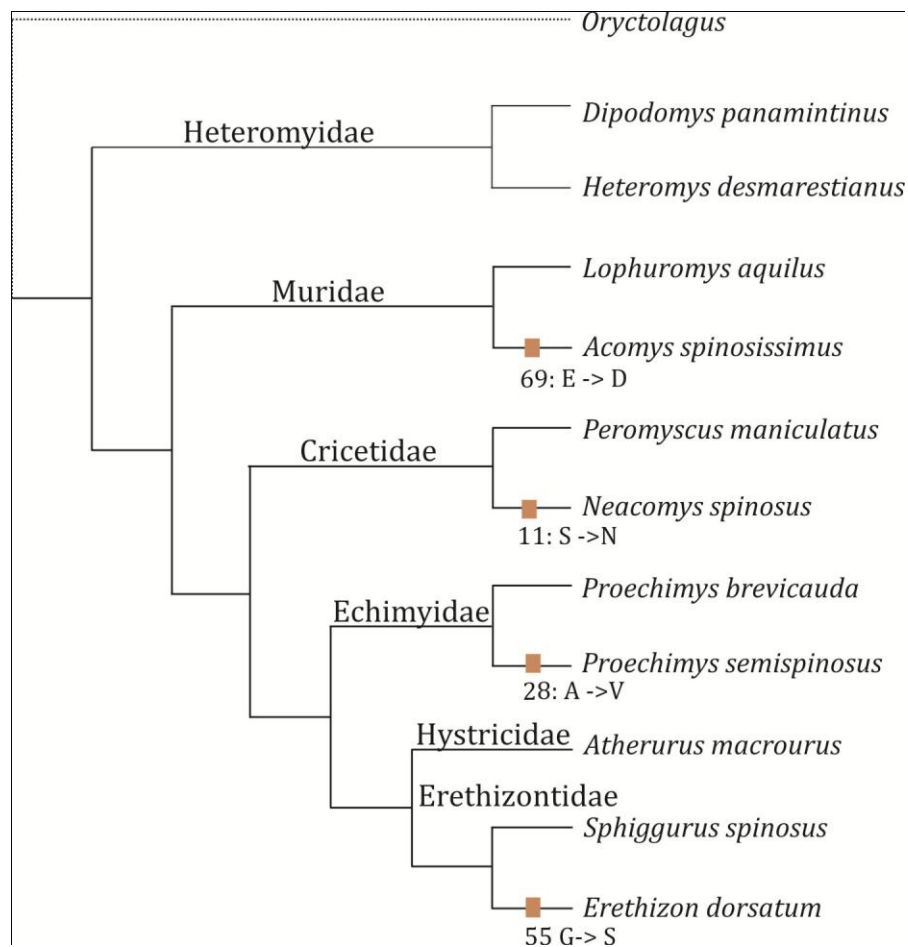 Oryctolagus
Dipodomys panamintinus
Heteromyidae
Heteromys desmarestianus
Lophuromys aquilus
Muridae
Acomys spinosissimus
69: E -> D
Peromyscus maniculatus
Cricetidae
Neacomys spinosus
11: S ->N
Proechimys brevicauda
Echimyidae
Proechimys semispinosus
28: A ->V
Hystricidae
Atherurus macrourus
Erethizontidae
Sphiggurus spinosus
Erethizon dorsatum
55 G-> S